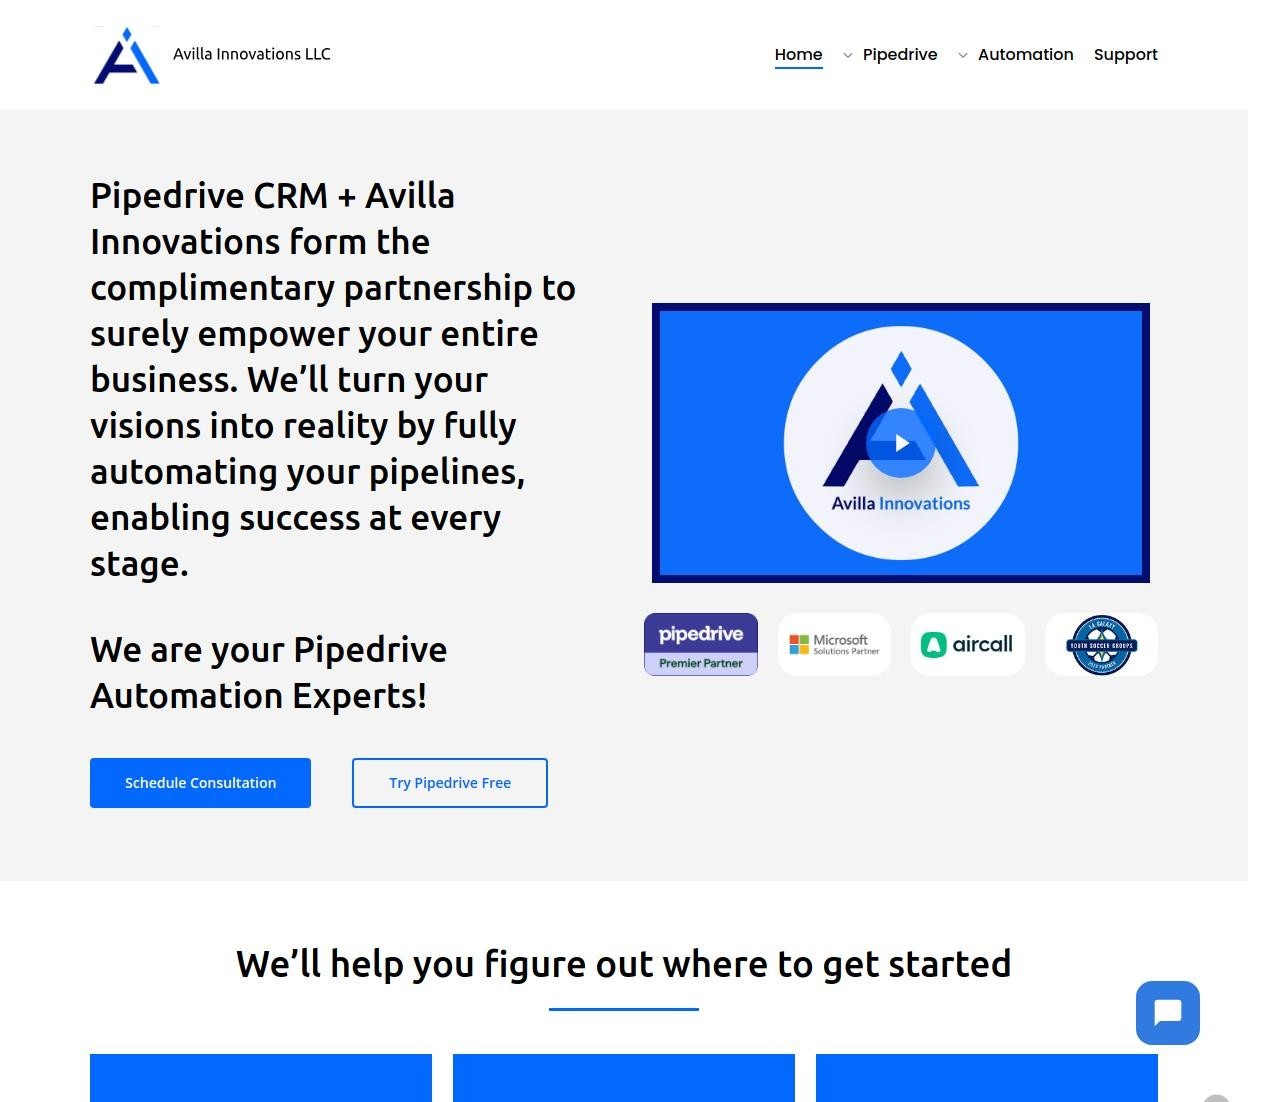 Avilla Innovations LLC
Home
Pipedrive
Automation
Support
Pipedrive CRM + Avilla
Innovations form the
complimentary partnership to
surely empower your entire
business. We’ll turn your
visions into reality by fully
automating your pipelines,
enabling success at every
stage.
We are your Pipedrive
Automation Experts!
Schedule Consultation
Try Pipedrive Free
Avilla Innovations
pipedrive
Premier Partner
Microsoft
Solutions Partner
aircall
LA GALAXY
YOUTH SOCCER GROUPS
We’ll help you figure out where to get started